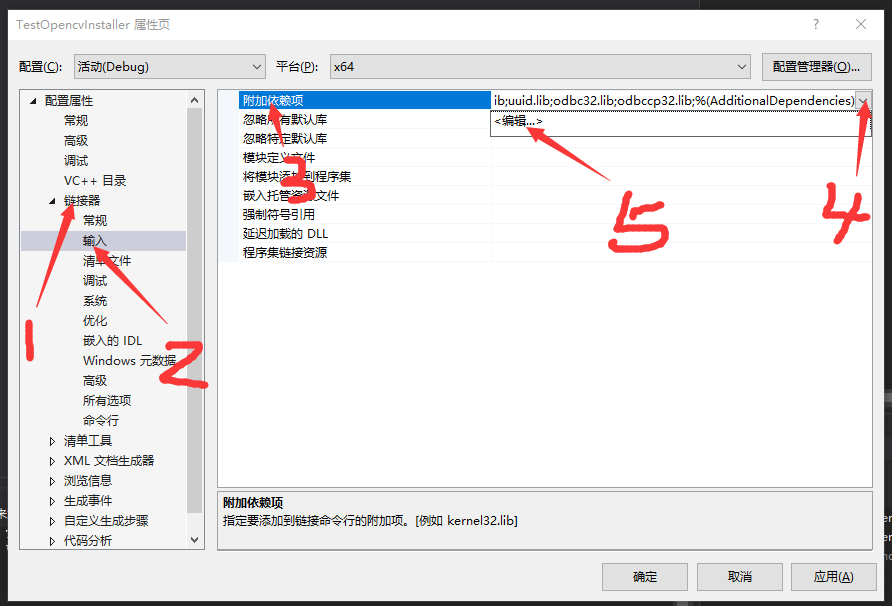 TestOpencvInstaller 属性页
?
配置(C): 活动(Debug) 平台(P): x64 配置管理器(O)...
配置属性
常规
高级
调试
VC++ 目录
链接器
常规
输入
清单文件
调试
系统
优化
嵌入的 IDL
Windows 元数据
高级
所有选项
命令行
清单工具
XML 文档生成器
浏览信息
生成事件
自定义生成步骤
代码分析
附加依赖项 ib;uuid.lib;odbc32.lib;odbccp32.lib;%(AdditionalDependencies)
忽略所有默认库 <编辑...>
忽略特定默认库
模块定义文件
将模块添加到程序集
嵌入托管资源文件
强制符号引用
延迟加载的 DLL
程序集链接资源
1
2
3
4
5
附加依赖项
指定要添加到链接命令行的附加项。[例如 kernel32.lib]
确定 取消 应用(A)